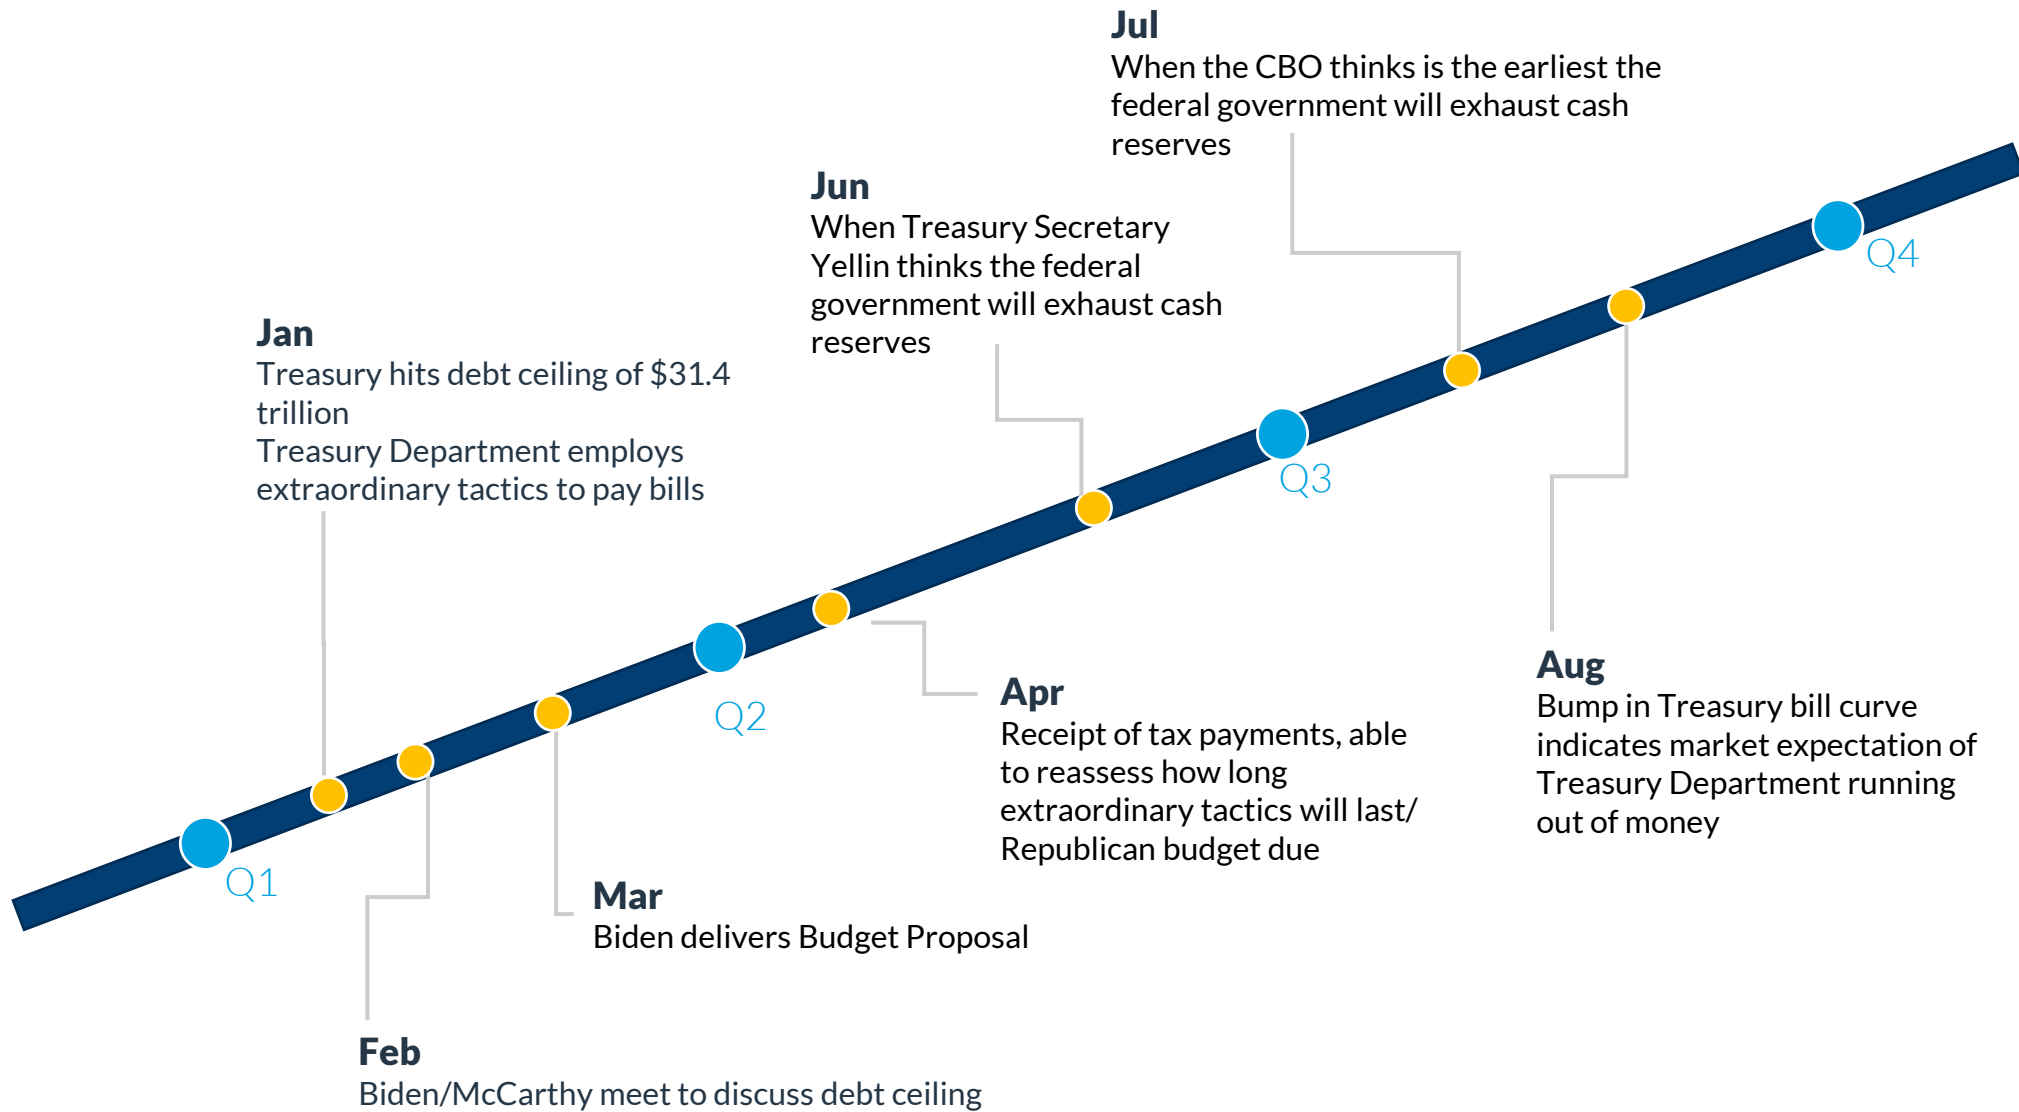 Jul
When the CBO thinks is the earliest the
federal government will exhaust cash
reserves
Jun
When Treasury Secretary
Yellin thinks the federal
government will exhaust cash
reserves
Q4
Jan
Treasury hits debt ceiling of $31.4
trillion
Treasury Department employs
extraordinary tactics to pay bills
Q3
Aug
Bump in Treasury bill curve
indicates market expectation of
Treasury Department running
out of money
Apr
Receipt of tax payments, able
to reassess how long
extraordinary tactics will last/
Republican budget due
Q2
Q1
Mar
Biden delivers Budget Proposal
Feb
Biden/McCarthy meet to discuss debt ceiling